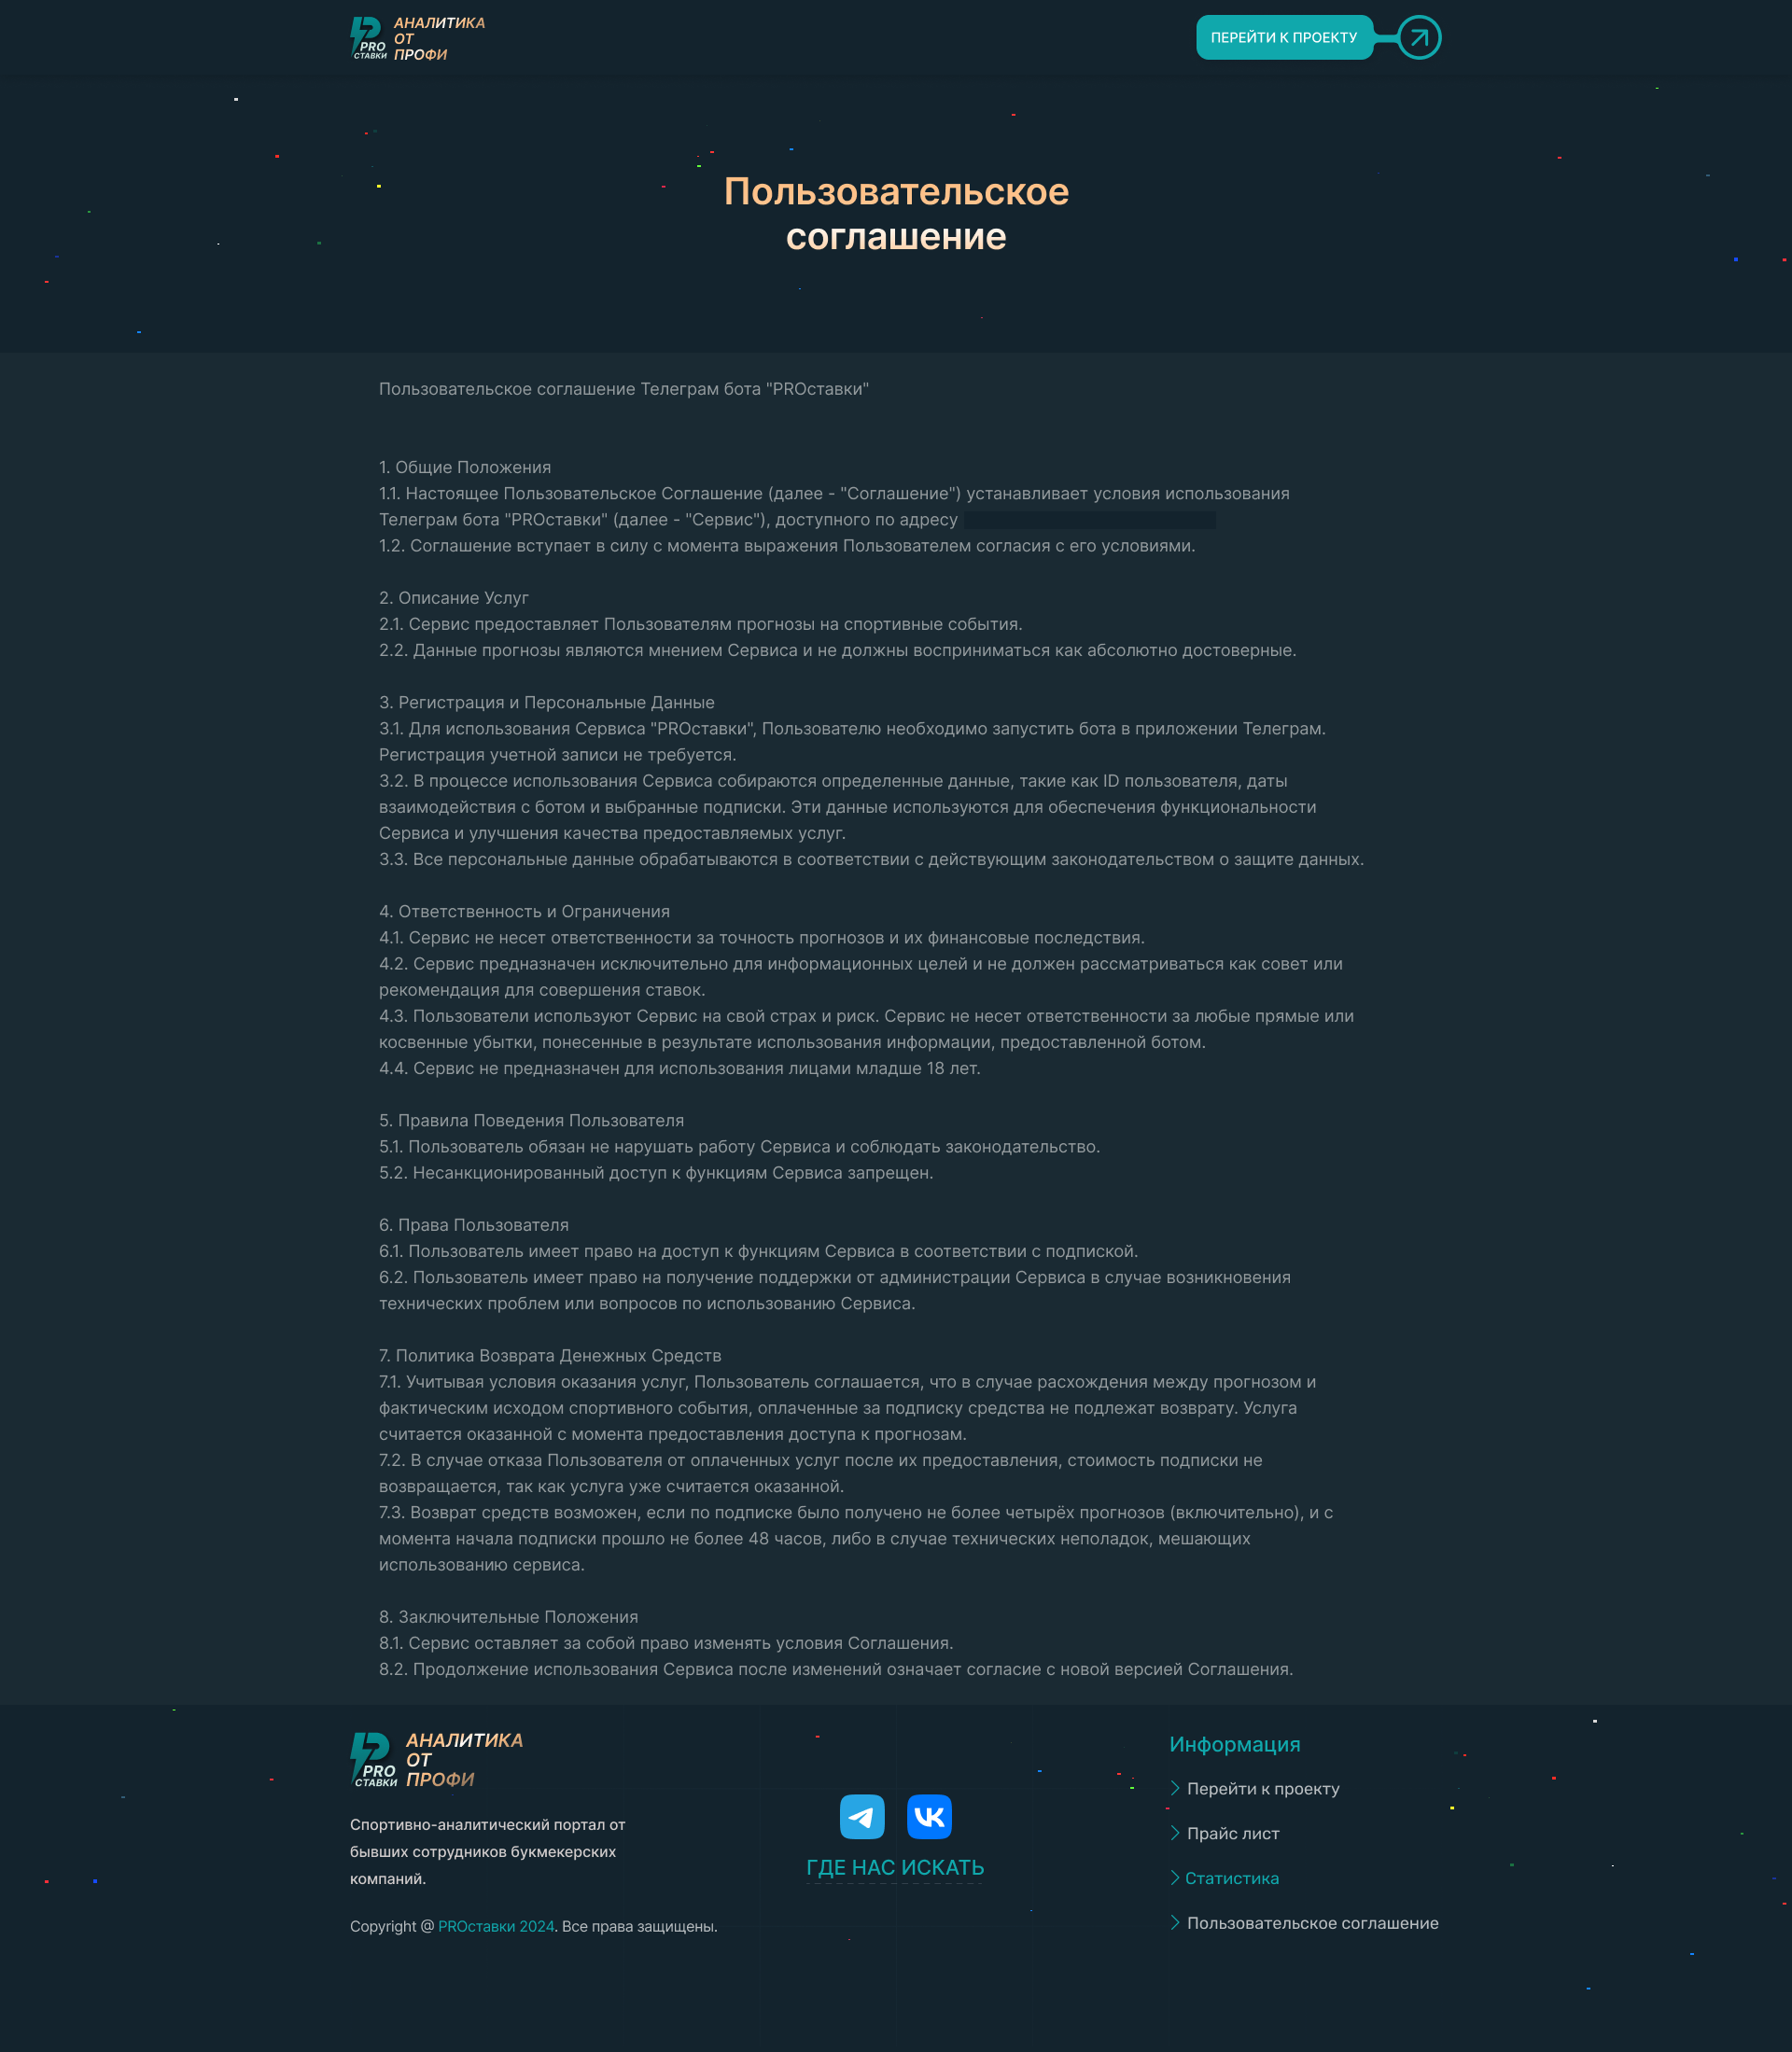 PRO
СТАВКИ
АНАЛИТИКА
ОТ
ПРОФИ
ПЕРЕЙТИ К ПРОЕКТУ
Пользовательское
соглашение
Пользовательское соглашение Телеграм бота "PROставки"
1. Общие Положения
1.1. Настоящее Пользовательское Соглашение (далее - "Соглашение") устанавливает условия использования
Телеграм бота "PROставки" (далее - "Сервис"), доступного по адресу
1.2. Соглашение вступает в силу с момента выражения Пользователем согласия с его условиями.
2. Описание Услуг
2.1. Сервис предоставляет Пользователям прогнозы на спортивные события.
2.2. Данные прогнозы являются мнением Сервиса и не должны восприниматься как абсолютно достоверные.
3. Регистрация и Персональные Данные
3.1. Для использования Сервиса "PROставки", Пользователю необходимо запустить бота в приложении Телеграм.
Регистрация учетной записи не требуется.
3.2. В процессе использования Сервиса собираются определенные данные, такие как ID пользователя, даты
взаимодействия с ботом и выбранные подписки. Эти данные используются для обеспечения функциональности
Сервиса и улучшения качества предоставляемых услуг.
3.3. Все персональные данные обрабатываются в соответствии с действующим законодательством о защите данных.
4. Ответственность и Ограничения
4.1. Сервис не несет ответственности за точность прогнозов и их финансовые последствия.
4.2. Сервис предназначен исключительно для информационных целей и не должен рассматриваться как совет или
рекомендация для совершения ставок.
4.3. Пользователи используют Сервис на свой страх и риск. Сервис не несет ответственности за любые прямые или
косвенные убытки, понесенные в результате использования информации, предоставленной ботом.
4.4. Сервис не предназначен для использования лицами младше 18 лет.
5. Правила Поведения Пользователя
5.1. Пользователь обязан не нарушать работу Сервиса и соблюдать законодательство.
5.2. Несанкционированный доступ к функциям Сервиса запрещен.
6. Права Пользователя
6.1. Пользователь имеет право на доступ к функциям Сервиса в соответствии с подпиской.
6.2. Пользователь имеет право на получение поддержки от администрации Сервиса в случае возникновения
технических проблем или вопросов по использованию Сервиса.
7. Политика Возврата Денежных Средств
7.1. Учитывая условия оказания услуг, Пользователь соглашается, что в случае расхождения между прогнозом и
фактическим исходом спортивного события, оплаченные за подписку средства не подлежат возврату. Услуга
считается оказанной с момента предоставления доступа к прогнозам.
7.2. В случае отказа Пользователя от оплаченных услуг после их предоставления, стоимость подписки не
возвращается, так как услуга уже считается оказанной.
7.3. Возврат средств возможен, если по подписке было получено не более четырёх прогнозов (включительно), и с
момента начала подписки прошло не более 48 часов, либо в случае технических неполадок, мешающих
использованию сервиса.
8. Заключительные Положения
8.1. Сервис оставляет за собой право изменять условия Соглашения.
8.2. Продолжение использования Сервиса после изменений означает согласие с новой версией Соглашения.
PRO
СТАВКИ
АНАЛИТИКА
ОТ
ПРОФИ
Спортивно-аналитический портал от
бывших сотрудников букмекерских
компаний.
Copyright @ PROставки 2024. Все права защищены.
ГДЕ НАС ИСКАТЬ
Информация
Перейти к проекту
Прайс лист
Статистика
Пользовательское соглашение